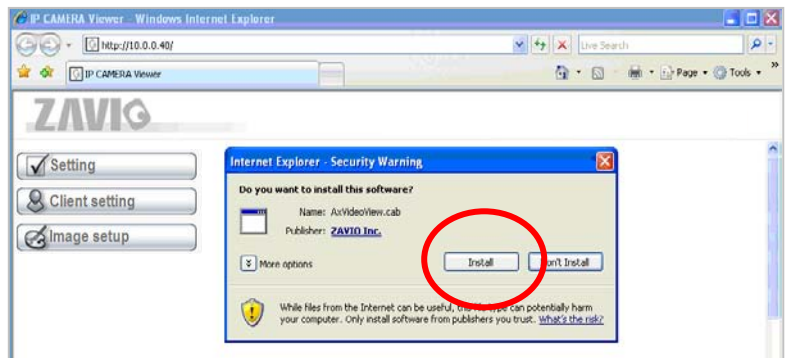 IP CAMERA Viewer - Windows Internet Explorer
http://10.0.0.40/
Live Search
IP CAMERA Viewer
Page
Tools
»
ZAVIO
Setting
Client setting
Image setup
Internet Explorer - Security Warning
Do you want to install this software?
Name: AxVideoView.cab
Publisher: ZAVIO Inc.
More options
Install
Don't Install
While files from the Internet can be useful, this file type can potentially harm
your computer. Only install software from publishers you trust. What's the risk?